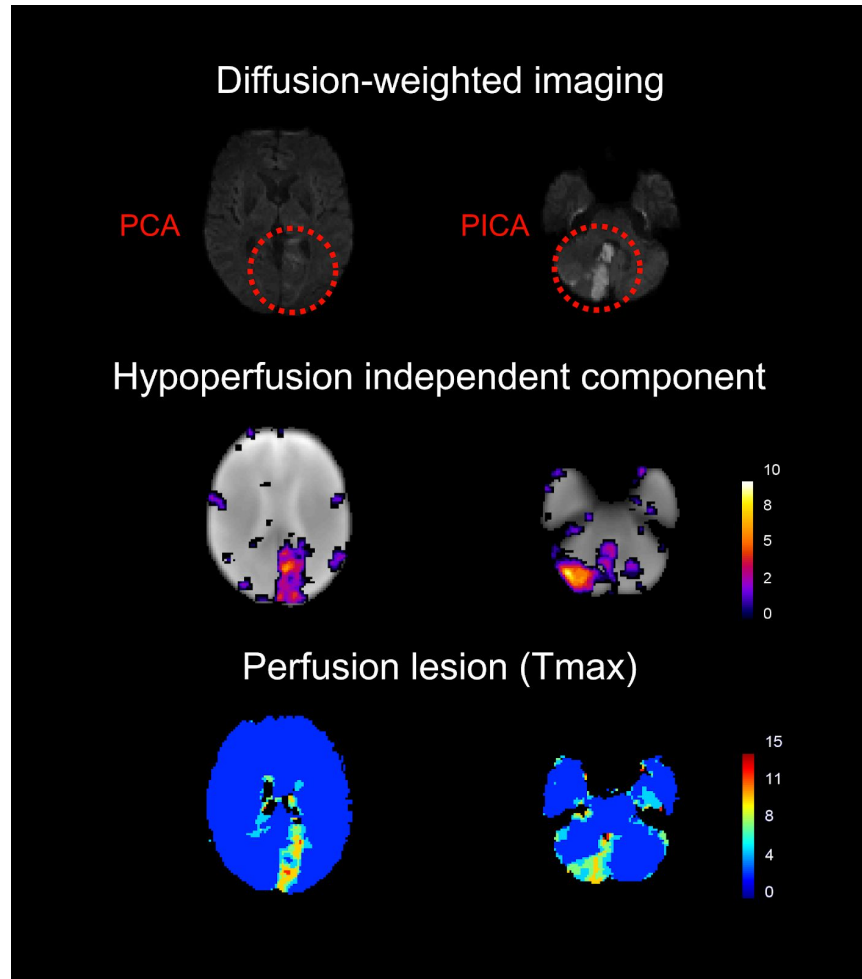 Diffusion-weighted imaging
PCA
PICA
Hypoperfusion independent component
10
8
5
2
0
Perfusion lesion (Tmax)
15
11
8
4
0